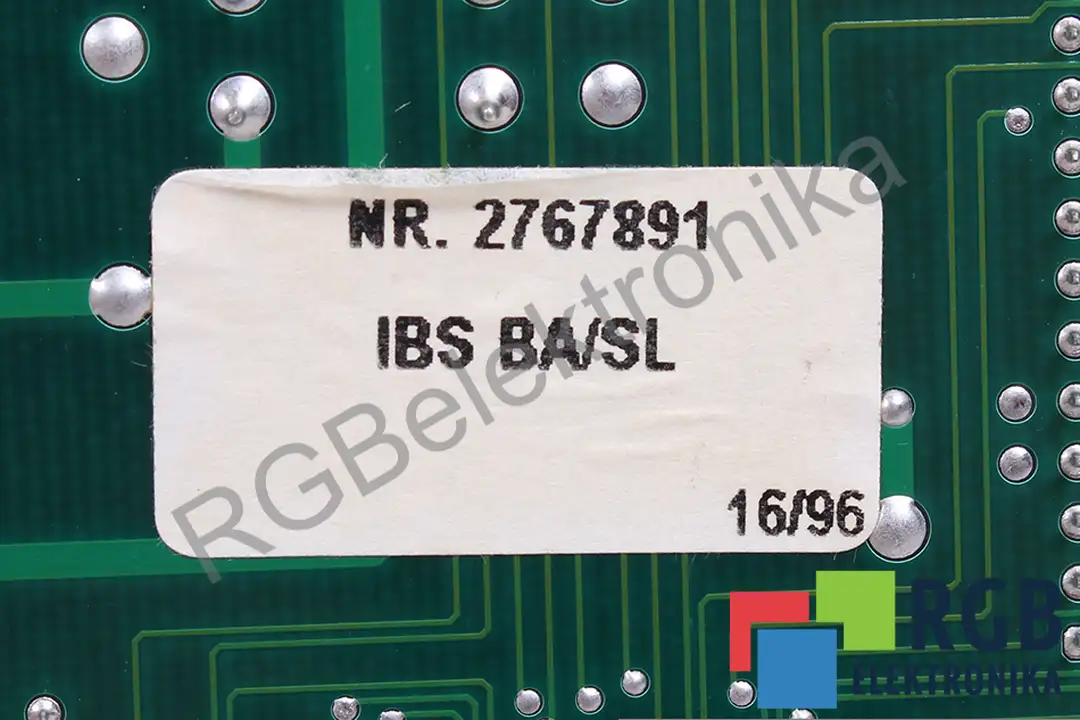 NR. 2767891
IBS BA/SL
16/96
RGBelektronika
RGB
ELEKTRONIKA